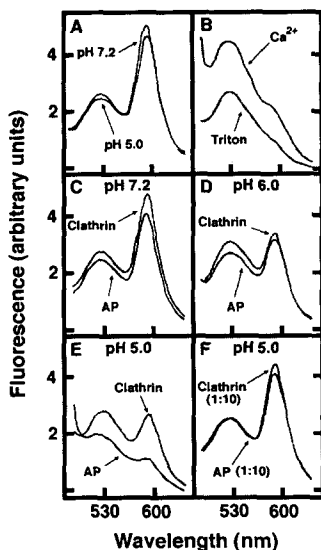 Fluorescence (arbitrary units)
A
pH 7.2
pH 5.0
4
2
B
Ca2+
Triton
C pH 7.2
Clathrin
AP
4
2
D pH 6.0
Clathrin
AP
E pH 5.0
Clathrin
AP
4
2
530 600
F pH 5.0
Clathrin
(1:10)
AP (1:10)
530 600
Wavelength (nm)